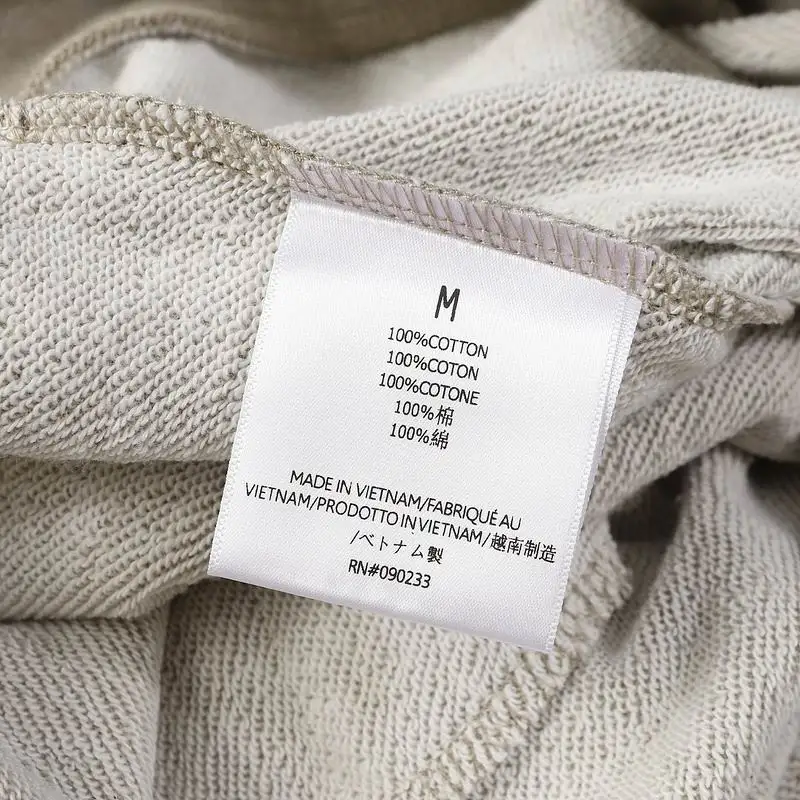 M
100%COTTON
100%COTON
100%COTONE
100%棉
100%綿
MADE IN VIETNAM/FABRIQUÉ AU
VIETNAM/PRODOTTO IN VIETNAM/越南制造
/ベトナム製
RN#090233